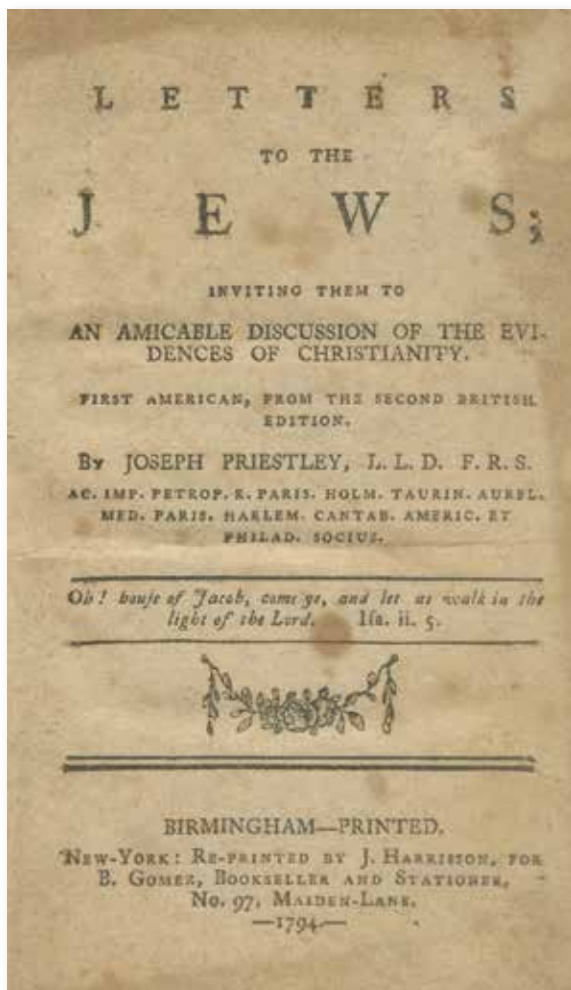 LETTERS
TO THE
JEWS;
INVITING THEM TO
AN AMICABLE DISCUSSION OF THE EVI-
DENCES OF CHRISTIANITY.
FIRST AMERICAN, FROM THE SECOND BRITISH
EDITION.
By JOSEPH PRIESTLEY, L. L. D. F. R. S.
AC. IMP. PETROP. R. PARIS. HOLM. TAURIN. AUREL.
MED. PARIS. HARLEM. CANTAB. AMERIC. ET
PHILAD. SOCIUS.
Oh! houſe of Jacob, come ye, and let us walk in the
light of the Lord. Iſa. ii. 5.
BIRMINGHAM—PRINTED.
NEW-YORK: RE-PRINTED BY J. HARRISSON, FOR
B. GOMEZ, BOOKSELLER AND STATIONER,
No. 97, MAIDEN-LANE.
—1794—